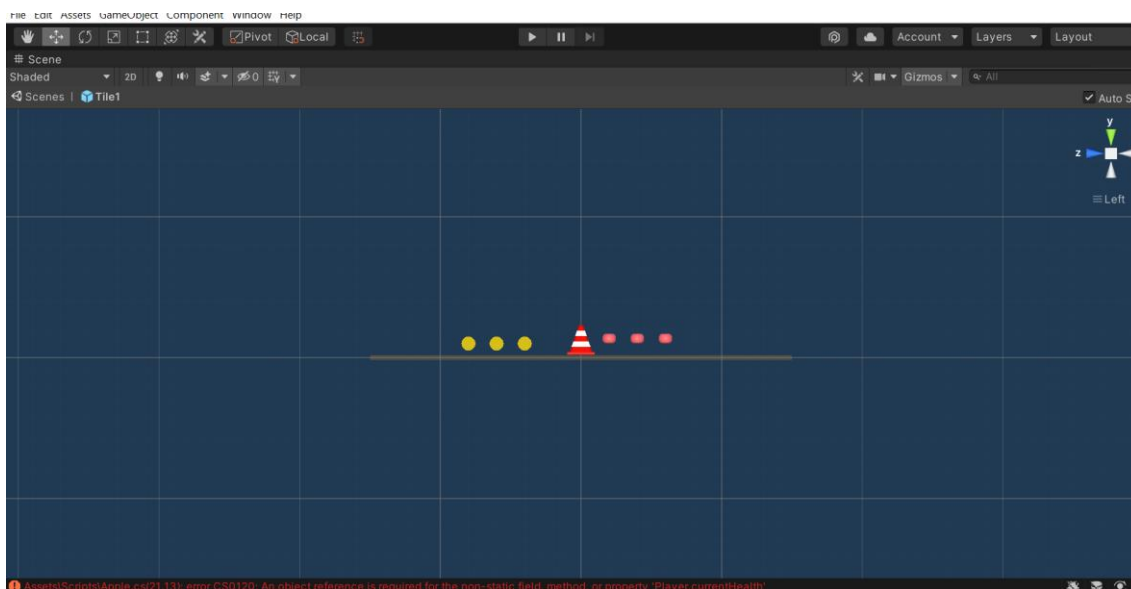 File Edit Assets GameObject Component Window Help
Pivot Local Account Layers Layout
# Scene
Shaded 2D 0 Gizmos All
Scenes | Tile1 Auto S
y
z
Left
Assets\Scripts\Apple.cs(21,13): error CS0120: An object reference is required for the non-static field, method, or property 'Player.currentHealth'